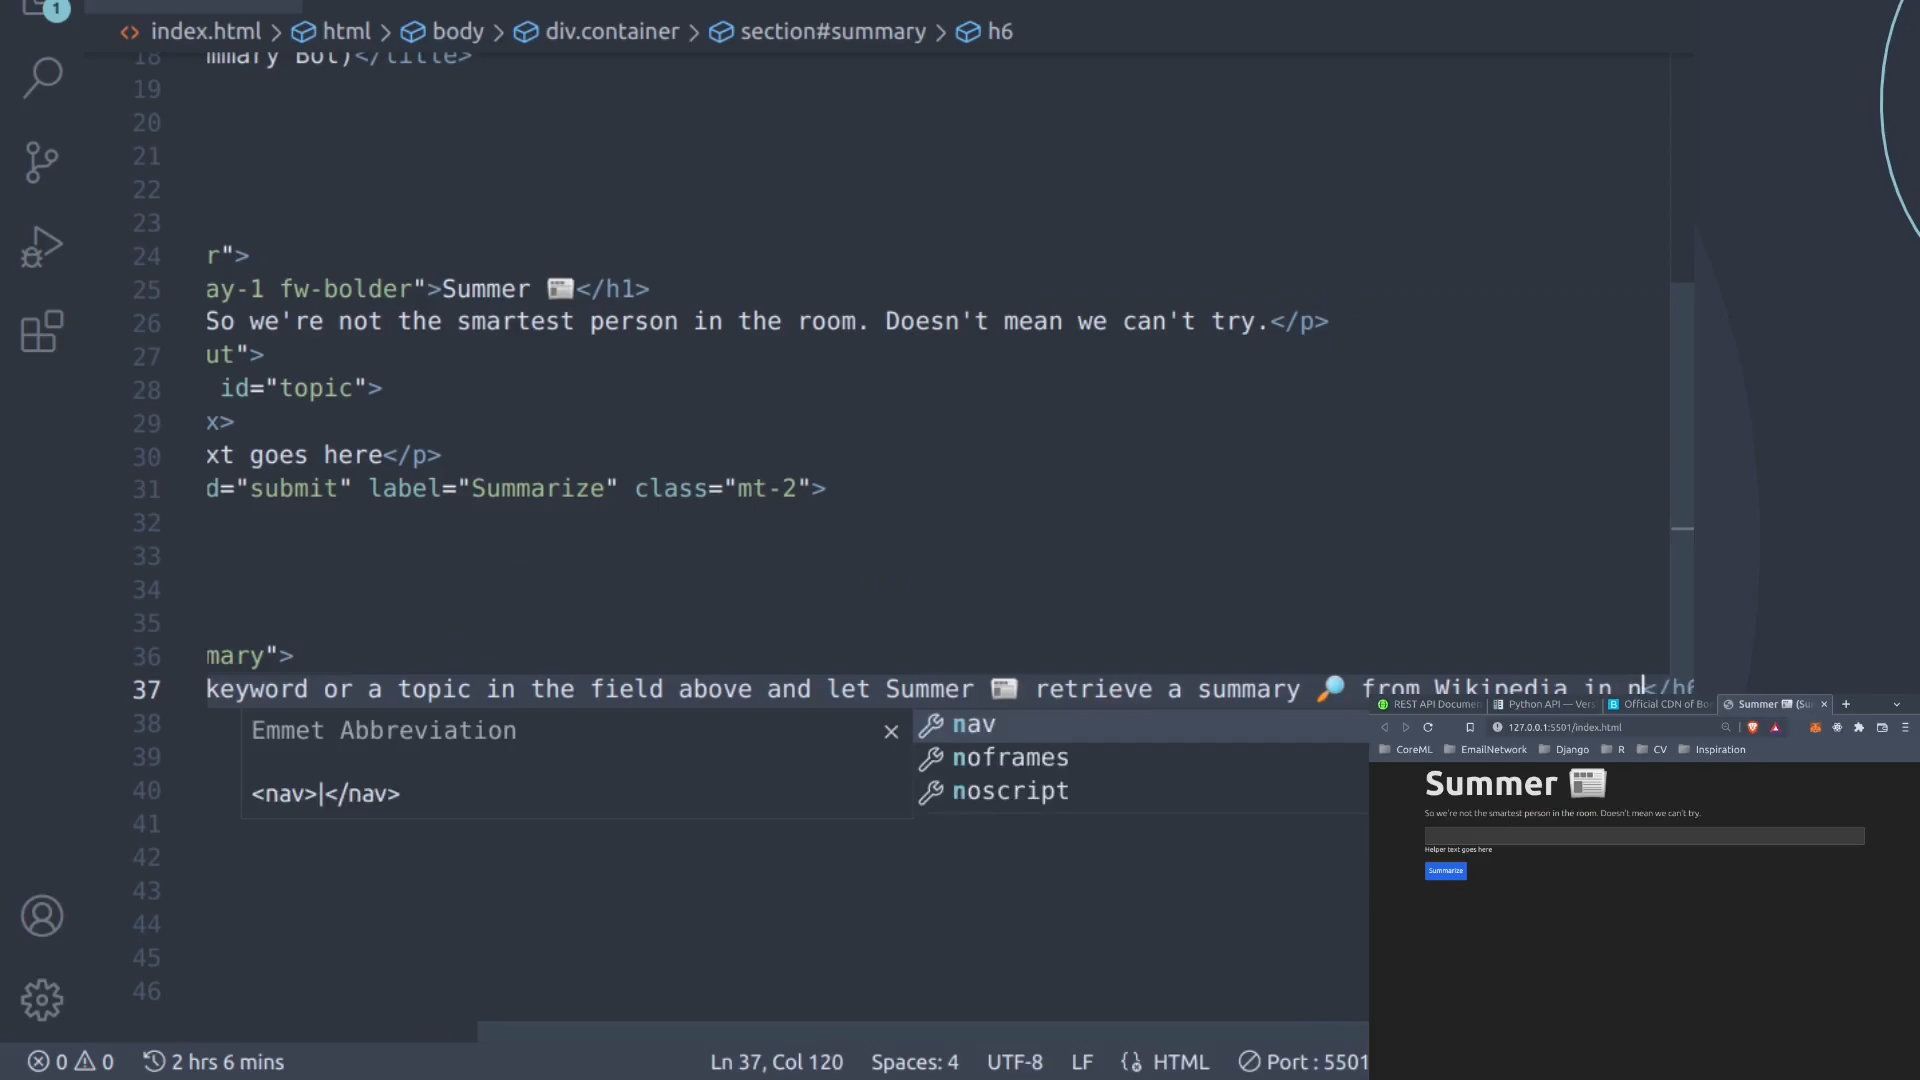 1
index.html > html > body > div.container > section#summary > h6
18 mmary Bot)</title>
19
20
21
22
23
24 r">
25 ay-1 fw-bolder">Summer 📰</h1>
26 So we're not the smartest person in the room. Doesn't mean we can't try.</p>
27 ut">
28 id="topic">
29 x>
30 xt goes here</p>
31 d="submit" label="Summarize" class="mt-2">
32
33
34
35
36 mary">
37 keyword or a topic in the field above and let Summer 📰 retrieve a summary 🔎 from Wikipedia in n</h6
38
39
40
41
42
43
44
45
46
Emmet Abbreviation ×
<nav>|</nav>
nav
noframes
noscript
REST API Documen Python API — Vers Official CDN of Boo Summer 📰 (Su ×
127.0.0.1:5501/index.html
CoreML EmailNetwork Django R CV Inspiration
Summer 📰
So we're not the smartest person in the room. Doesn't mean we can't try.
Helper text goes here
Summarize
0 0 2 hrs 6 mins Ln 37, Col 120 Spaces: 4 UTF-8 LF HTML Port : 5501